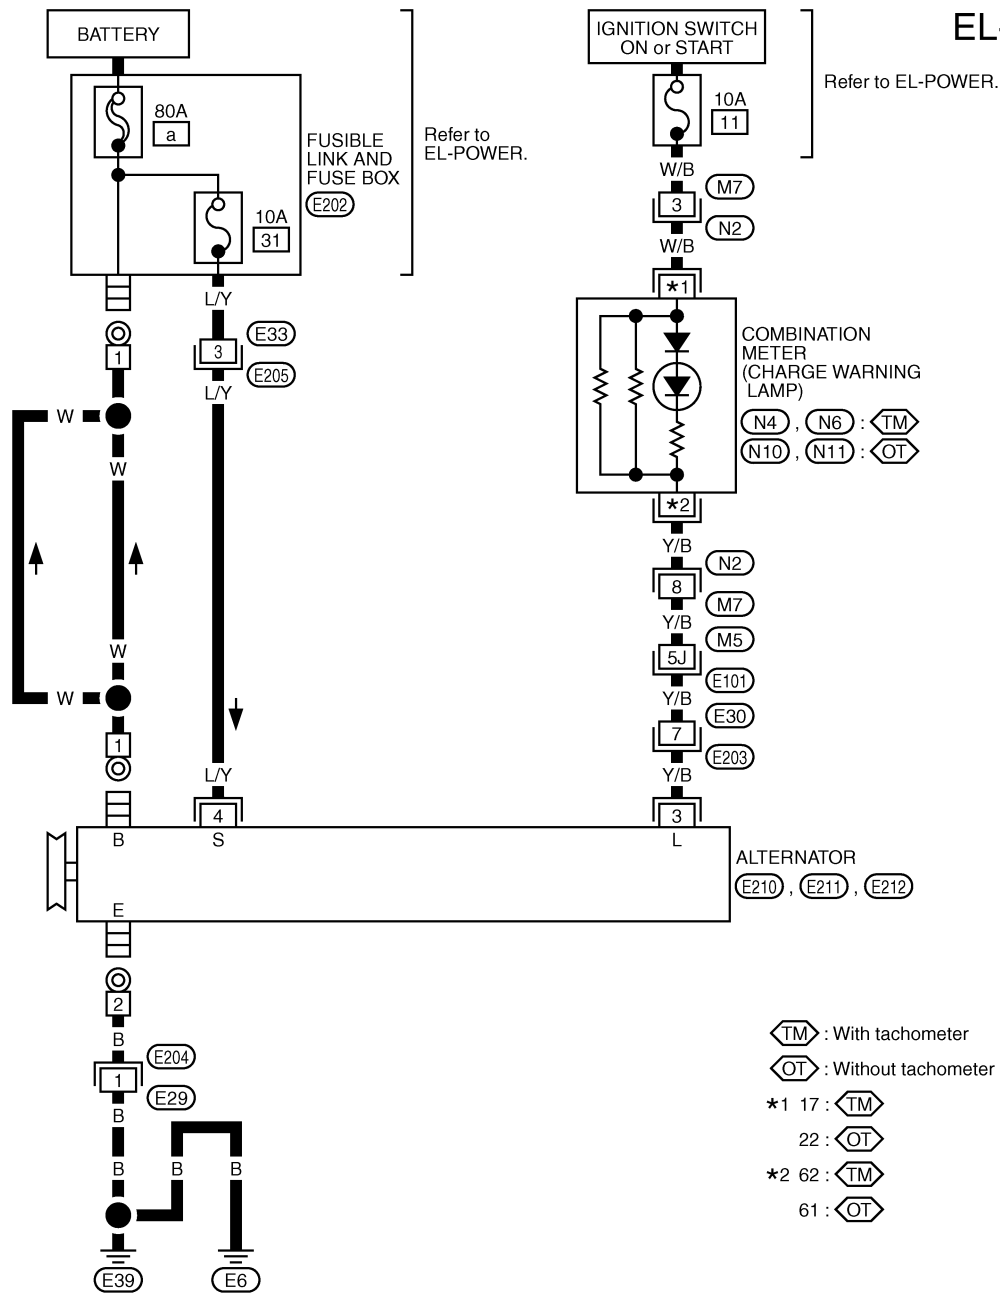 BATTERY
80A
a
FUSIBLE
LINK AND
FUSE BOX
E202
10A
31
Refer to
EL-POWER.
IGNITION SWITCH
ON or START
EL-
10A
11
Refer to EL-POWER.
W/B
M7
3
N2
W/B
*1
L/Y
E33
3
E205
L/Y
1
W
W
W
W
1
L/Y
4
COMBINATION
METER
(CHARGE WARNING
LAMP)
N4 , N6 : TM
N10 , N11 : OT
*2
Y/B
N2
8
M7
Y/B
M5
5J
E101
Y/B
E30
7
E203
Y/B
3
B
S
L
E
ALTERNATOR
E210 , E211 , E212
2
B
E204
1
E29
B
B
B
B
E39
E6
TM : With tachometer
OT : Without tachometer
*1 17 : TM
22 : OT
*2 62 : TM
61 : OT